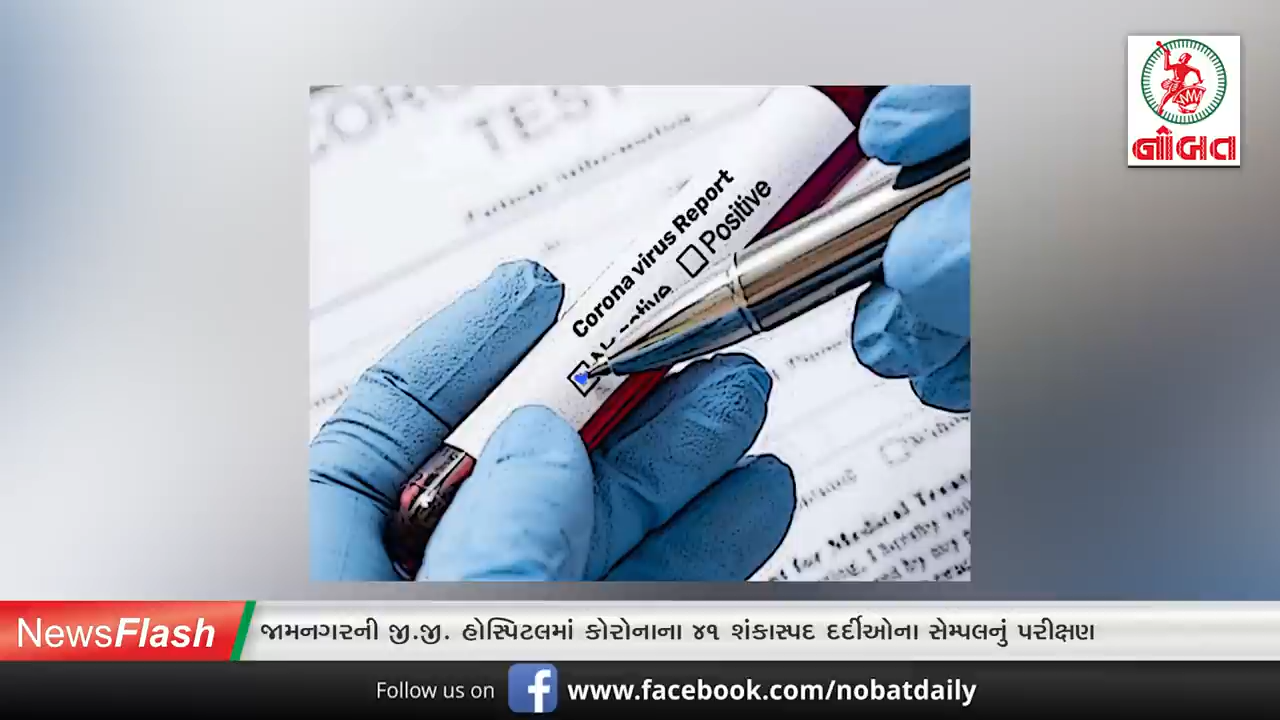 નોબત
TEST
Corona virus Report
Positive
NewsFlash
જામનગરની જી.જી. હોસ્પિટલમાં કોરોનાના ૪૧ શંકાસ્પદ દર્દીઓના સેમ્પલનું પરીક્ષણ
Follow us on f www.facebook.com/nobatdaily